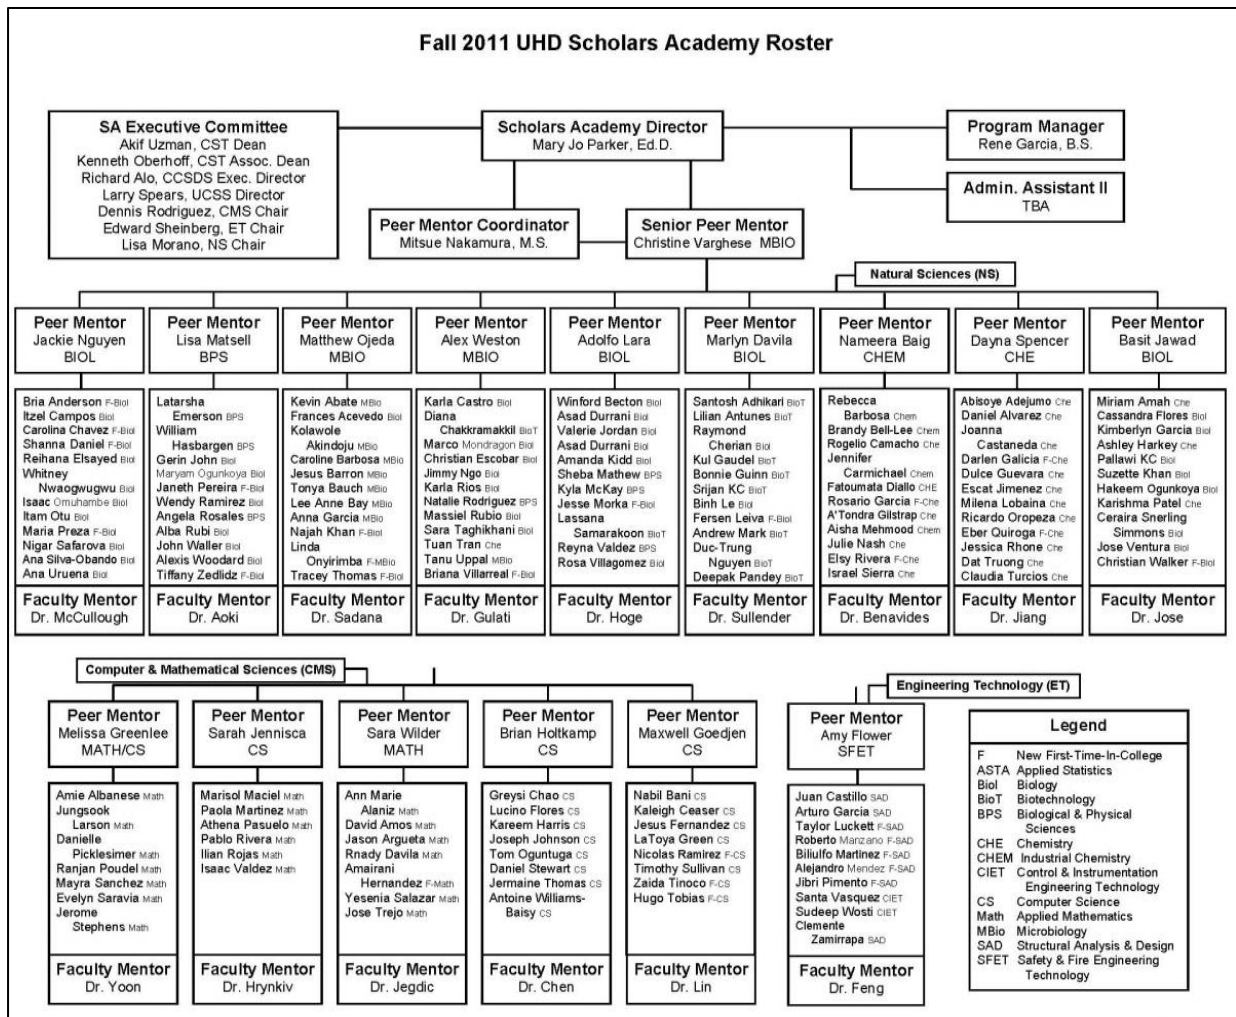 Fall 2011 UHD Scholars Academy Roster
SA Executive Committee
Akif Uzman, CST Dean
Kenneth Oberhoff, CST Assoc. Dean
Richard Alo, CCSDS Exec. Director
Larry Spears, UCSS Director
Dennis Rodriguez, CMS Chair
Edward Sheinberg, ET Chair
Lisa Morano, NS Chair
Scholars Academy Director
Mary Jo Parker, Ed.D.
Program Manager
Rene Garcia, B.S.
Admin. Assistant II
TBA
Peer Mentor Coordinator
Mitsue Nakamura, M.S.
Senior Peer Mentor
Christine Varghese MBIO
Natural Sciences (NS)
Peer Mentor
Jackie Nguyen
BIOL
Bria Anderson F-Biol
Itzel Campos Biol
Carolina Chavez F-Biol
Shanna Daniel F-Biol
Reihana Elsayed Biol
Whitney
Nwaogwugwu Biol
Isaac Omuhambe Biol
Itam Otu Biol
Maria Preza F-Biol
Nigar Safarova Biol
Ana Silva-Obando Biol
Ana Uruena Biol
Faculty Mentor
Dr. McCullough
Peer Mentor
Lisa Matsell
BPS
Latarsha
Emerson BPS
William
Hasbargen BPS
Gerin John Biol
Maryam Ogunkoya Biol
Janeth Pereira F-Biol
Wendy Ramirez Biol
Angela Rosales BPS
Alba Rubi Biol
John Waller Biol
Alexis Woodard Biol
Tiffany Zedlidz F-Biol
Faculty Mentor
Dr. Aoki
Peer Mentor
Matthew Ojeda
MBIO
Kevin Abate MBio
Frances Acevedo Biol
Kolawole
Akindoju MBio
Caroline Barbosa MBio
Jesus Barron MBio
Tonya Bauch MBio
Lee Anne Bay MBio
Anna Garcia MBio
Najah Khan F-Biol
Linda
Onyirimba F-MBio
Tracey Thomas F-Biol
Faculty Mentor
Dr. Sadana
Peer Mentor
Alex Weston
MBIO
Karla Castro Biol
Diana
Chakkramakkil BioT
Marco Mondragon Biol
Christian Escobar Biol
Jimmy Ngo Biol
Karla Rios Biol
Natalie Rodriguez BPS
Massiel Rubio Biol
Sara Taghikhani Biol
Tuan Tran Che
Tanu Uppal MBio
Briana Villarreal F-Biol
Faculty Mentor
Dr. Gulati
Peer Mentor
Adolfo Lara
BIOL
Winford Becton Biol
Asad Durrani Biol
Valerie Jordan Biol
Asad Durrani Biol
Amanda Kidd Biol
Sheba Mathew BPS
Kyla McKay BPS
Jesse Morka F-Biol
Lassana
Samarakoon BioT
Reyna Valdez BPS
Rosa Villagomez Biol
Faculty Mentor
Dr. Hoge
Peer Mentor
Marlyn Davila
BIOL
Santosh Adhikari BioT
Lilian Antunes BioT
Raymond
Cherian Biol
Kul Gaudel BioT
Bonnie Guinn BioT
Srijan KC BioT
Binh Le Biol
Fersen Leiva F-Biol
Andrew Mark BioT
Duc-Trung
Nguyen BioT
Deepak Pandey BioT
Faculty Mentor
Dr. Sullender
Peer Mentor
Nameera Baig
CHEM
Rebecca
Barbosa Chem
Brandy Bell-Lee Chem
Rogelio Camacho Che
Jennifer
Carmichael Chem
Fatoumata Diallo CHE
Rosario Garcia F-Che
A'Tondra Gilstrap Che
Aisha Mehmood Chem
Julie Nash Che
Elsy Rivera F-Che
Israel Sierra Che
Faculty Mentor
Dr. Benavides
Peer Mentor
Dayna Spencer
CHE
Abisoye Adejumo Che
Daniel Alvarez Che
Joanna
Castaneda Che
Darlen Galicia F-Che
Dulce Guevara Che
Escat Jimenez Che
Milena Lobaina Che
Ricardo Oropeza Che
Eber Quiroga F-Che
Jessica Rhone Che
Dat Truong Che
Claudia Turcios Che
Faculty Mentor
Dr. Jiang
Peer Mentor
Basit Jawad
BIOL
Miriam Amah Che
Cassandra Flores Biol
Kimberlyn Garcia Biol
Ashley Harkey Che
Pallawi KC Biol
Suzette Khan Biol
Hakeem Ogunkoya Biol
Karishma Patel Che
Ceraira Snerling
Simmons Biol
Jose Ventura Biol
Christian Walker F-Biol
Faculty Mentor
Dr. Jose
Computer & Mathematical Sciences (CMS)
Peer Mentor
Melissa Greenlee
MATH/CS
Amie Albanese Math
Jungsook
Larson Math
Danielle
Picklesimer Math
Ranjan Poudel Math
Mayra Sanchez Math
Evelyn Saravia Math
Jerome
Stephens Math
Faculty Mentor
Dr. Yoon
Peer Mentor
Sarah Jennisca
CS
Marisol Maciel Math
Paola Martinez Math
Athena Pasuelo Math
Pablo Rivera Math
Ilian Rojas Math
Isaac Valdez Math
Faculty Mentor
Dr. Hrynkiv
Peer Mentor
Sara Wilder
MATH
Ann Marie
Alaniz Math
David Amos Math
Jason Argueta Math
Rnady Davila Math
Amairani
Hernandez F-Math
Yesenia Salazar Math
Jose Trejo Math
Faculty Mentor
Dr. Jegdic
Peer Mentor
Brian Holtkamp
CS
Greysi Chao CS
Lucino Flores CS
Kareem Harris CS
Joseph Johnson CS
Tom Oguntuga CS
Daniel Stewart CS
Jermaine Thomas CS
Antoine Williams-
Baisy CS
Faculty Mentor
Dr. Chen
Peer Mentor
Maxwell Goedjen
CS
Nabil Bani CS
Kaleigh Ceaser CS
Jesus Fernandez CS
LaToya Green CS
Nicolas Ramirez F-CS
Timothy Sullivan CS
Zaida Tinoco F-CS
Hugo Tobias F-CS
Faculty Mentor
Dr. Lin
Engineering Technology (ET)
Peer Mentor
Amy Flower
SFET
Juan Castillo SAD
Arturo Garcia SAD
Taylor Luckett F-SAD
Roberto Manzano F-SAD
Biliulfo Martinez F-SAD
Alejandro Mendez F-SAD
Jibri Pimento F-SAD
Santa Vasquez CIET
Sudeep Wosti CIET
Clemente
Zamirrapa SAD
Faculty Mentor
Dr. Feng
Legend
F New First-Time-In-College
ASTA Applied Statistics
Biol Biology
BioT Biotechnology
BPS Biological & Physical
Sciences
CHE Chemistry
CHEM Industrial Chemistry
CIET Control & Instrumentation
Engineering Technology
CS Computer Science
Math Applied Mathematics
MBio Microbiology
SAD Structural Analysis & Design
SFET Safety & Fire Engineering
Technology